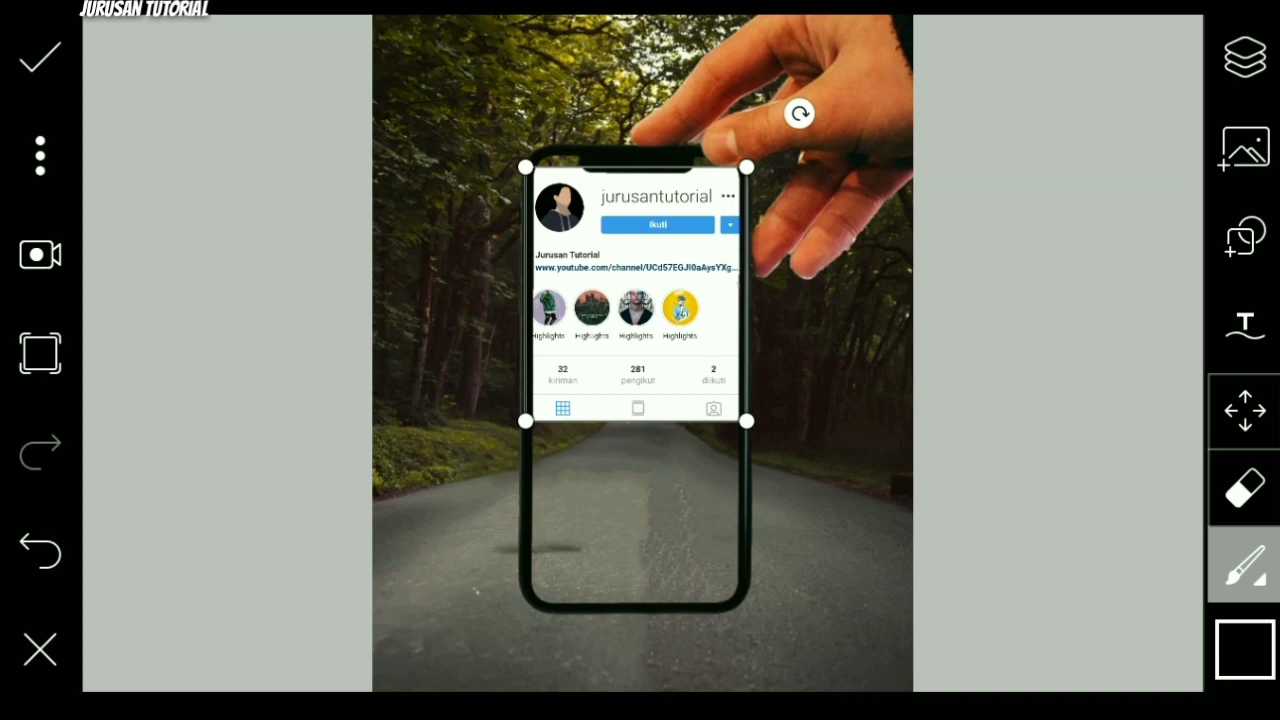 JURUSAN TUTORIAL
jurusantutorial
Ikuti
Jurusan Tutorial
www.youtube.com/channel/UCd57EGJI0aAysYXg...
Highlights Highlights Highlights Highlights
32 281 2
kiriman pengikut diikuti
T